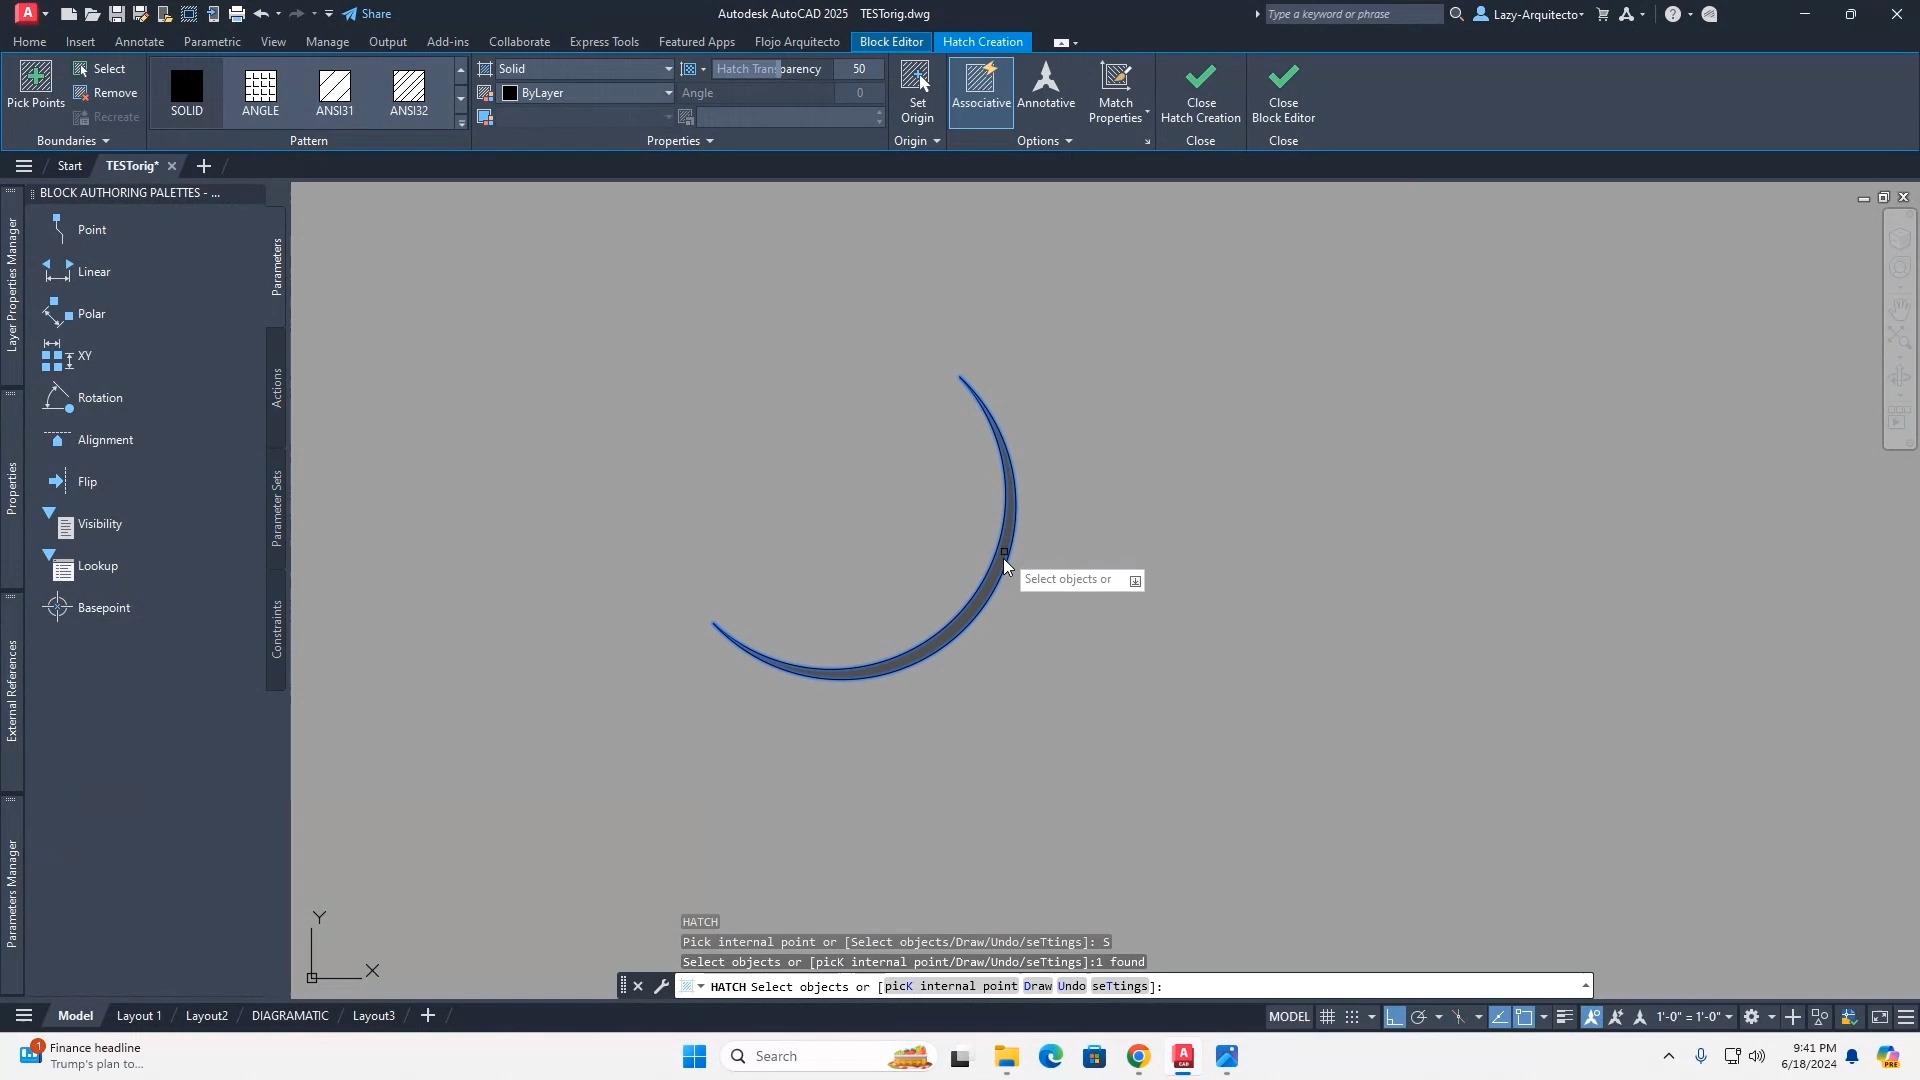 Share
Autodesk AutoCAD 2025 TESTorig.dwg
Type a keyword or phrase
Lazy-Arquitecto
Home Insert Annotate Parametric View Manage Output Add-ins Collaborate Express Tools Featured Apps Flojo Arquitecto Block Editor Hatch Creation
Pick Points
Select
Remove
Recreate
Boundaries
SOLID ANGLE ANSI31 ANSI32
Pattern
Solid
Hatch Transparency 50
ByLayer
Angle 0
Properties
Set
Origin
Origin
Associative
Annotative
Match
Properties
Options
Close
Hatch Creation
Close
Block Editor
Close Close
Start TESTorig*
BLOCK AUTHORING PALETTES - ...
Point
Linear
Polar
XY
Rotation
Alignment
Flip
Visibility
Lookup
Basepoint
Parameters
Actions
Parameter Sets
Constraints
Layer Properties Manager
Properties
External References
Parameters Manager
Select objects or
Y
X
HATCH
Pick internal point or [Select objects/Draw/Undo/seTtings]: S
Select objects or [picK internal point/Draw/Undo/seTtings]:1 found
HATCH Select objects or [picK internal point Draw Undo seTtings]:
Model Layout 1 Layout2 DIAGRAMATIC Layout3
MODEL
1'-0" = 1'-0"
1
Finance headline
Trump's plan to...
Search
9:41 PM
6/18/2024